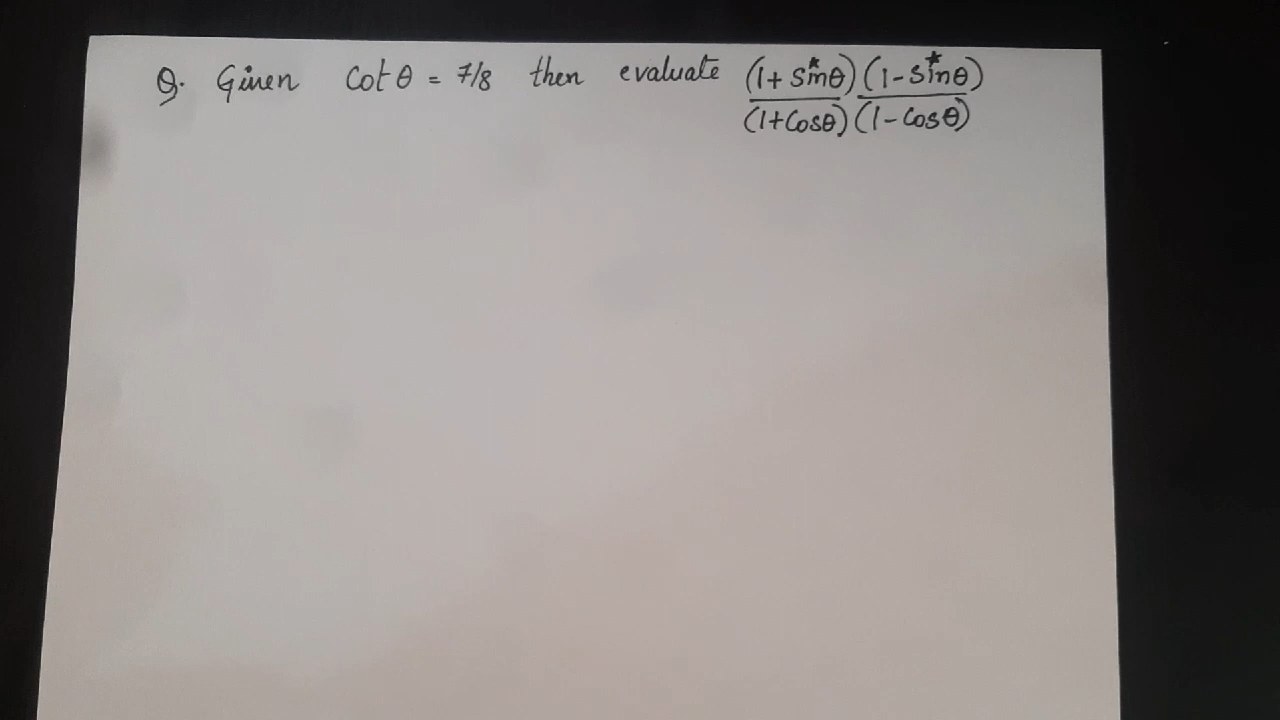 Q. Given Cot θ = 7/8 then evaluate (1+ Sinθ) (1-Sinθ)
(1+Cosθ) (1-Cosθ)